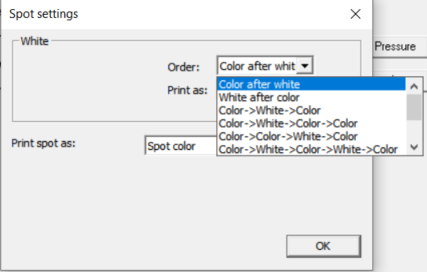 Spot settings
White
Pressure
Order:
Color after whit
Print as:
Color after white
White after color
Color->White->Color
Color->White->Color->Color
Color->Color->White->Color
Color->White->Color->White->Color
Print spot as:
Spot color
OK